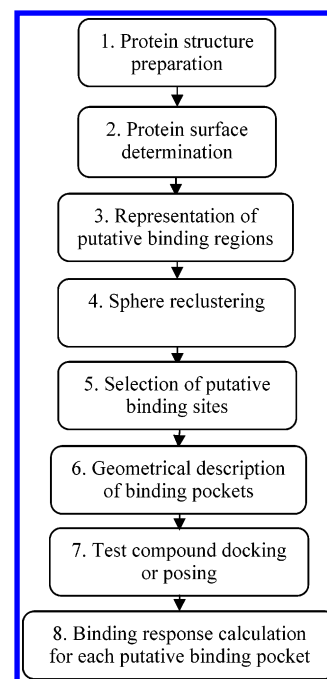 1. Protein structure
preparation
2. Protein surface
determination
3. Representation of
putative binding regions
4. Sphere reclustering
5. Selection of putative
binding sites
6. Geometrical description
of binding pockets
7. Test compound docking
or posing
8. Binding response calculation
for each putative binding pocket